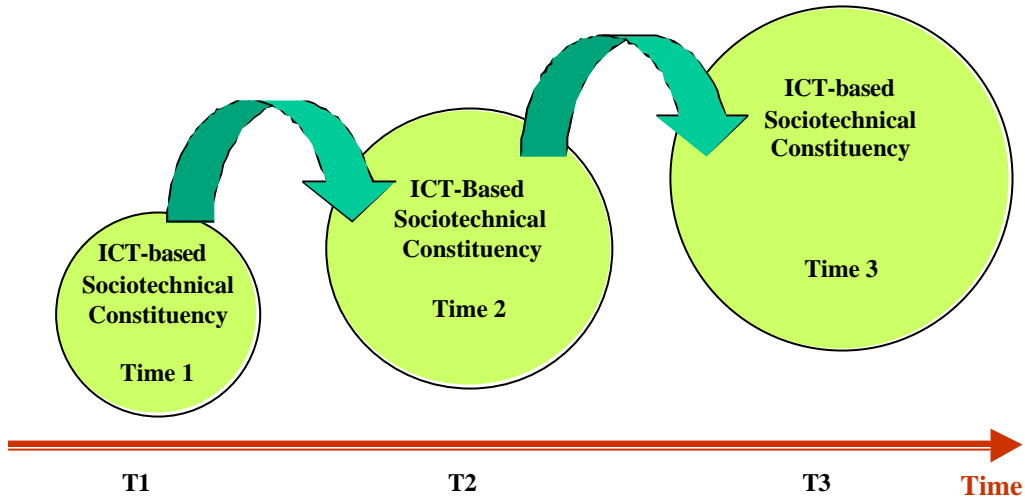 ICT-based
Sociotechnical
Constituency
Time 1
ICT-Based
Sociotechnical
Constituency
Time 2
ICT-based
Sociotechnical
Constituency
Time 3
T1
T2
T3
Time